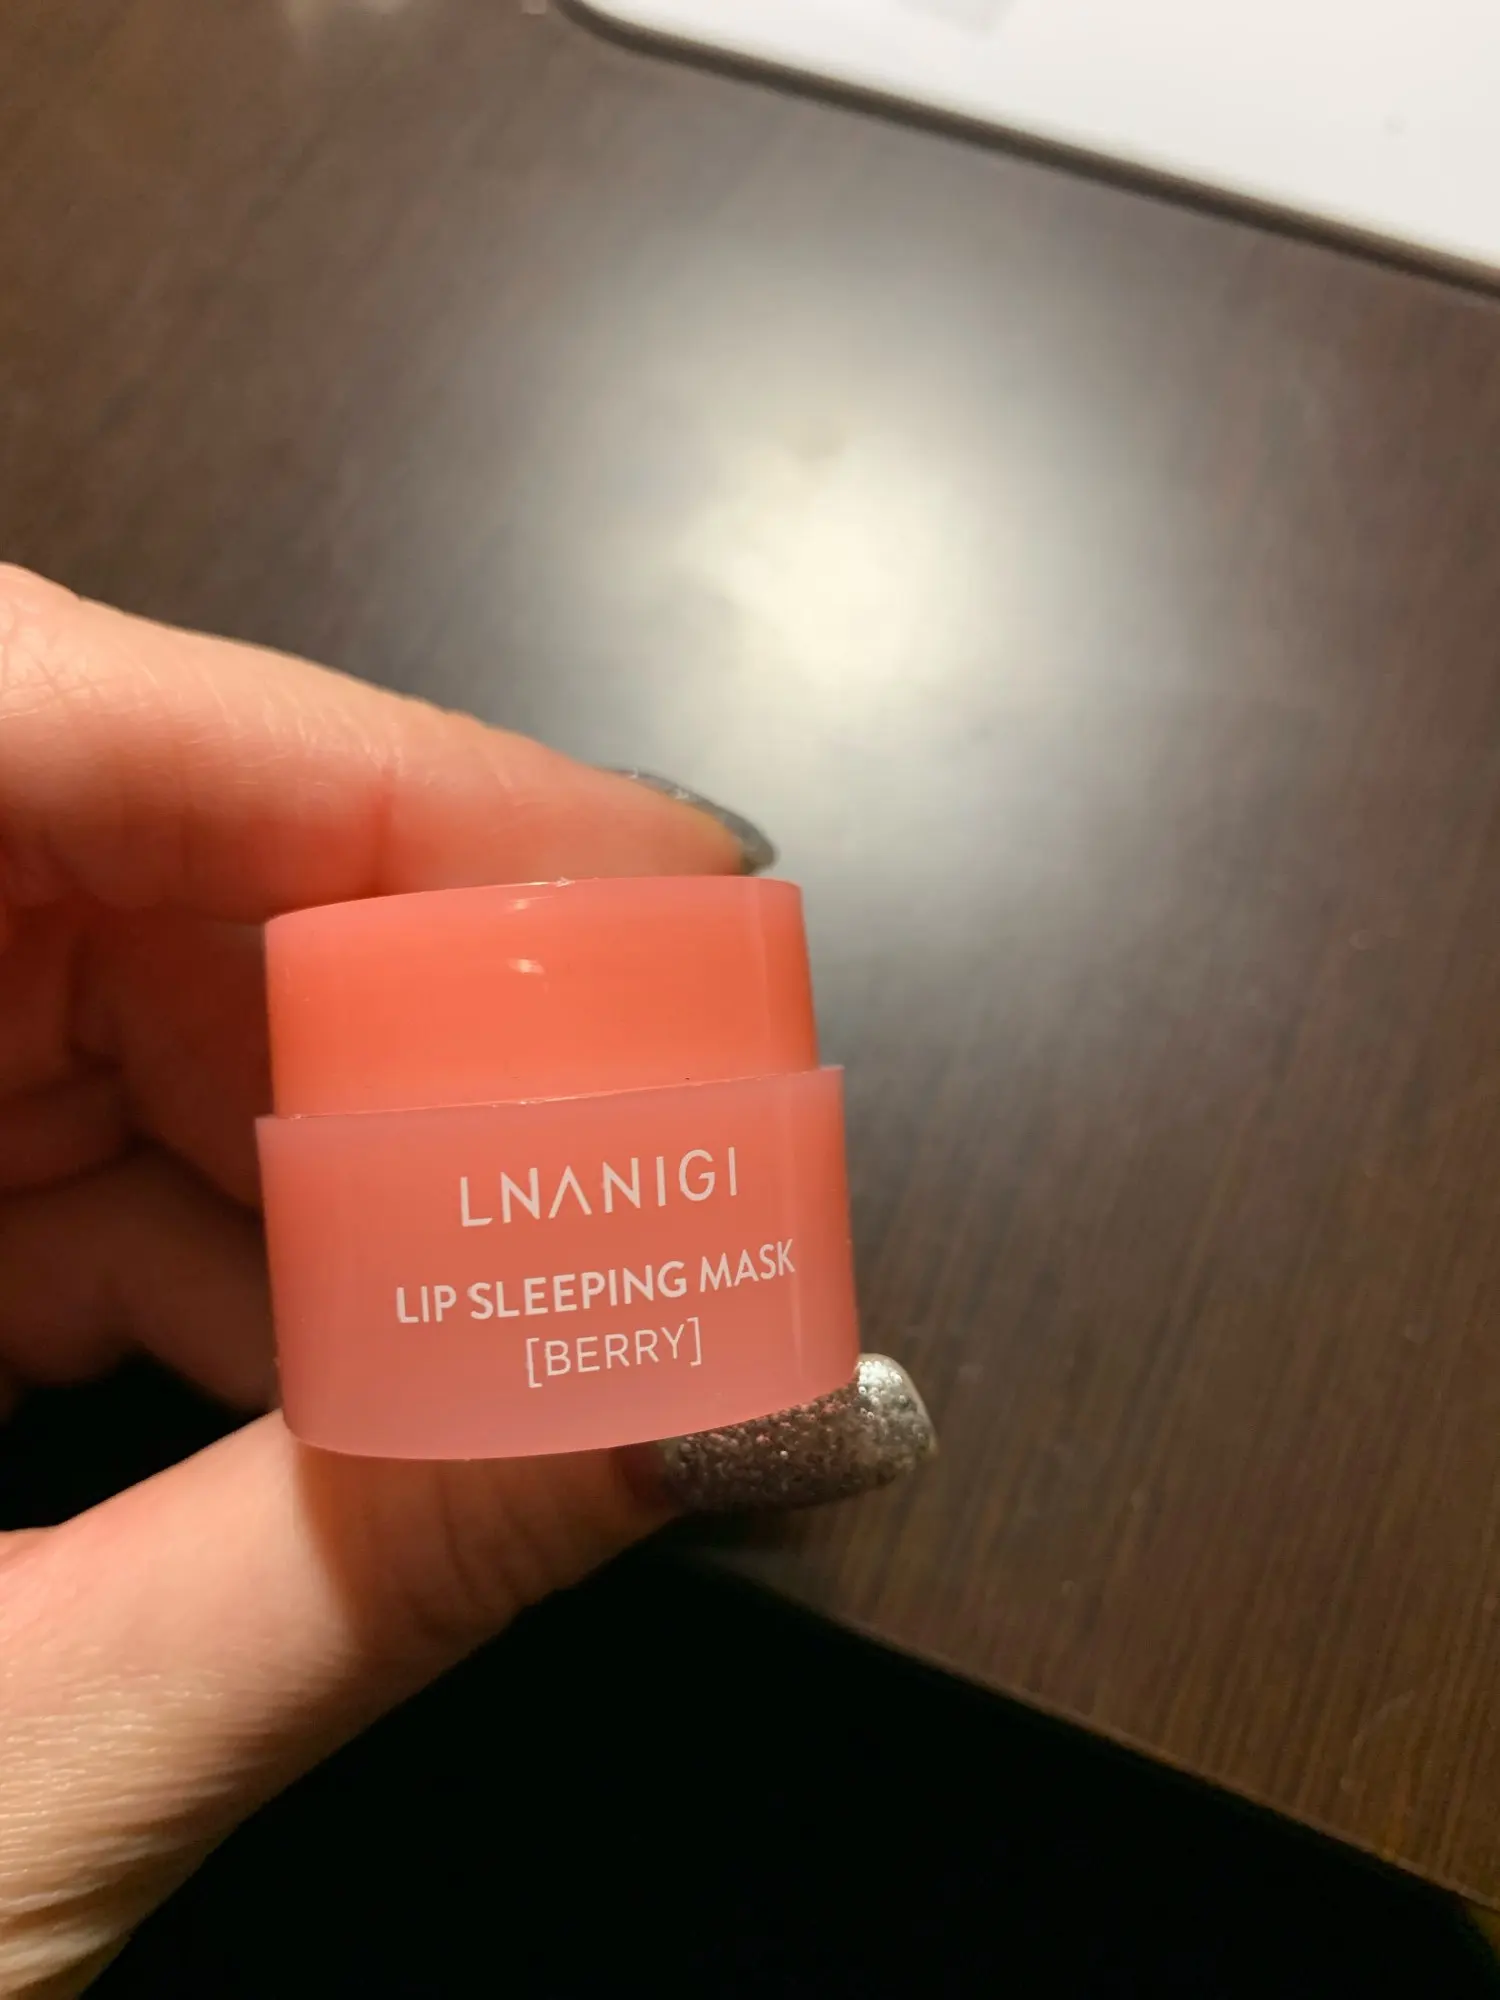 LNANIGI
LIP SLEEPING MASK
[BERRY]